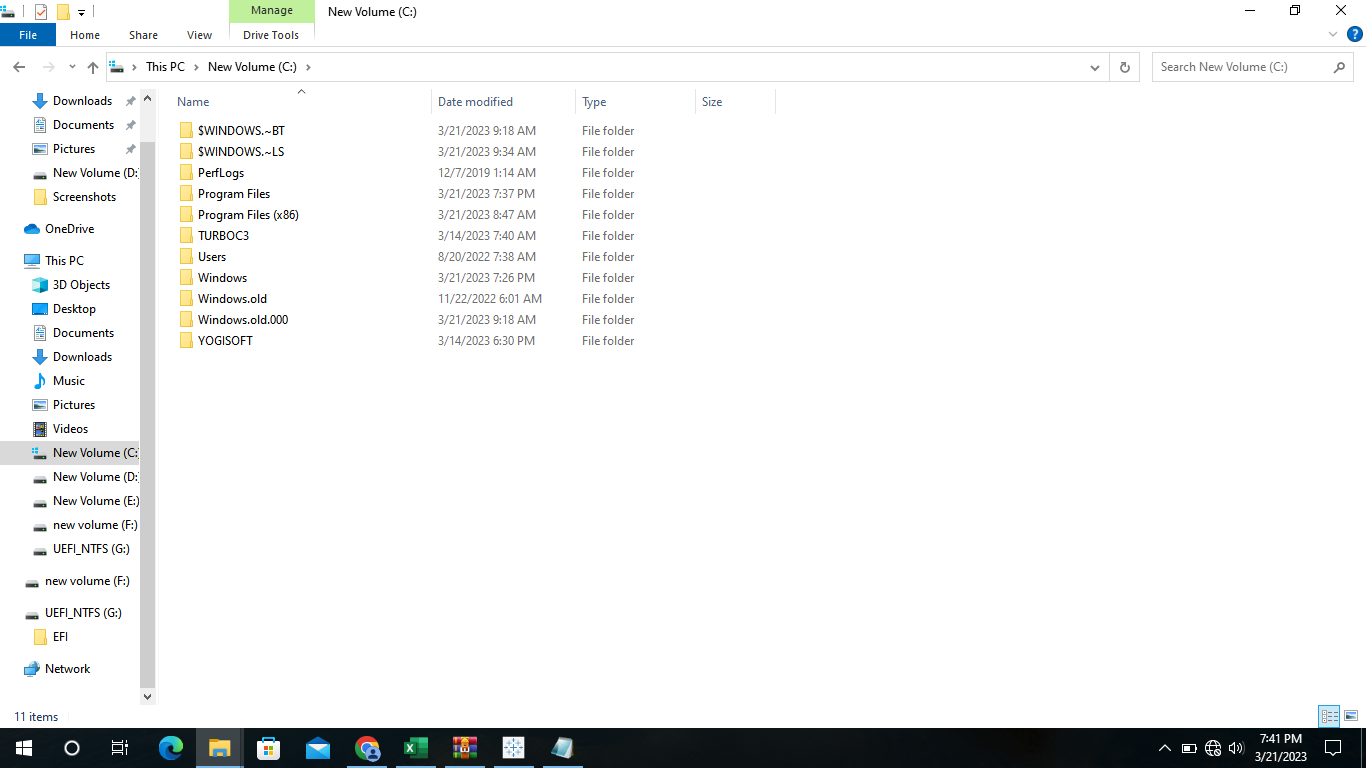 Manage
New Volume (C:)
File
Home
Share
View
Drive Tools
This PC
New Volume (C:)
Search New Volume (C:)
Downloads
Documents
Pictures
New Volume (D:
Screenshots
OneDrive
This PC
3D Objects
Desktop
Documents
Downloads
Music
Pictures
Videos
New Volume (C:
New Volume (D:
New Volume (E:)
new volume (F:)
UEFI_NTFS (G:)
new volume (F:)
UEFI_NTFS (G:)
EFI
Network
Name Date modified Type Size
$WINDOWS.~BT 3/21/2023 9:18 AM File folder
$WINDOWS.~LS 3/21/2023 9:34 AM File folder
PerfLogs 12/7/2019 1:14 AM File folder
Program Files 3/21/2023 7:37 PM File folder
Program Files (x86) 3/21/2023 8:47 AM File folder
TURBOC3 3/14/2023 7:40 AM File folder
Users 8/20/2022 7:38 AM File folder
Windows 3/21/2023 7:26 PM File folder
Windows.old 11/22/2022 6:01 AM File folder
Windows.old.000 3/21/2023 9:18 AM File folder
YOGISOFT 3/14/2023 6:30 PM File folder
11 items
7:41 PM
3/21/2023